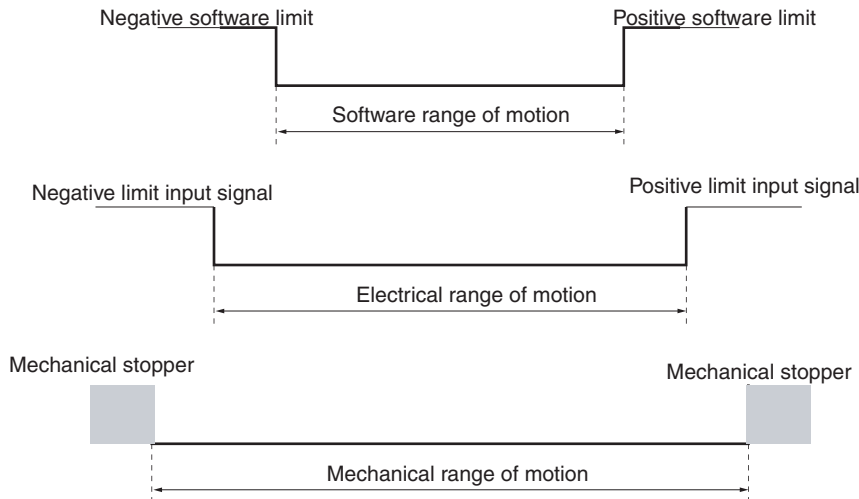 Negative software limit
Positive software limit
Software range of motion
Negative limit input signal
Positive limit input signal
Electrical range of motion
Mechanical stopper
Mechanical stopper
Mechanical range of motion